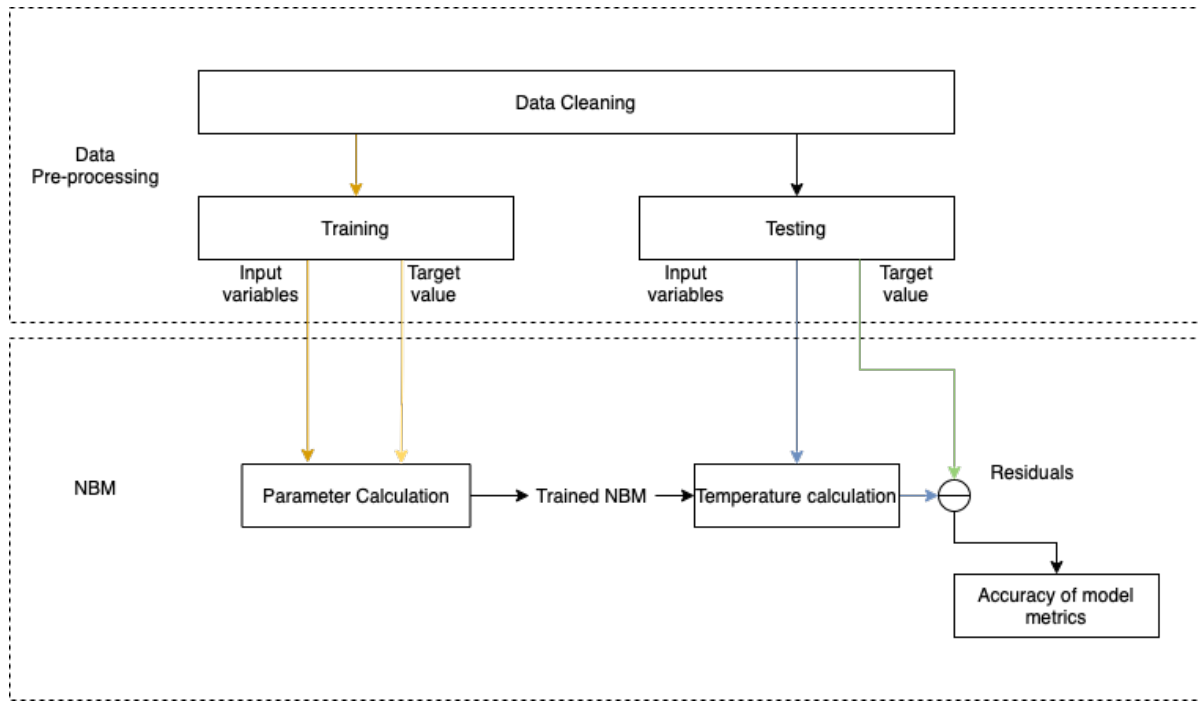 Data Cleaning
Data
Pre-processing
Training
Testing
Input
variables
Target
value
Input
variables
Target
value
NBM
Parameter Calculation
Trained NBM
Temperature calculation
Residuals
Accuracy of model
metrics